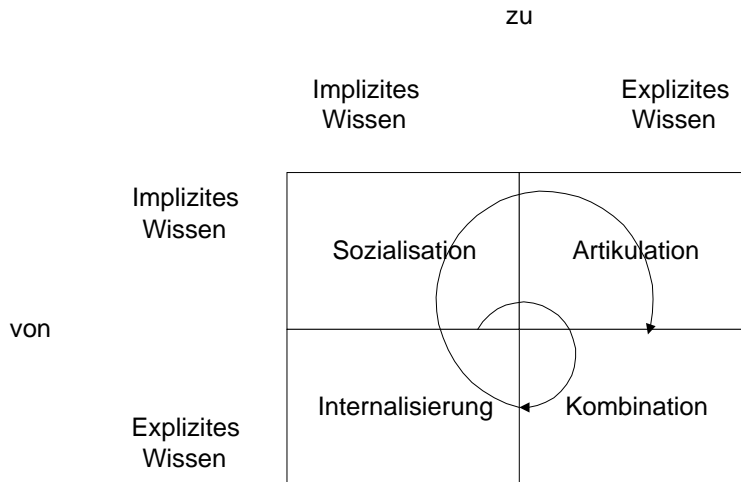 zu
Implizites
Wissen
Explizites
Wissen
Implizites
Wissen
Sozialisation
Artikulation
von
Internalisierung
Kombination
Explizites
Wissen